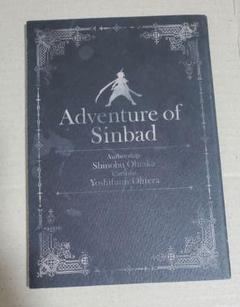 Adventure of
Sinbad
Authorship
Shinobu Ohtaka
Yoshifumi Ohtera